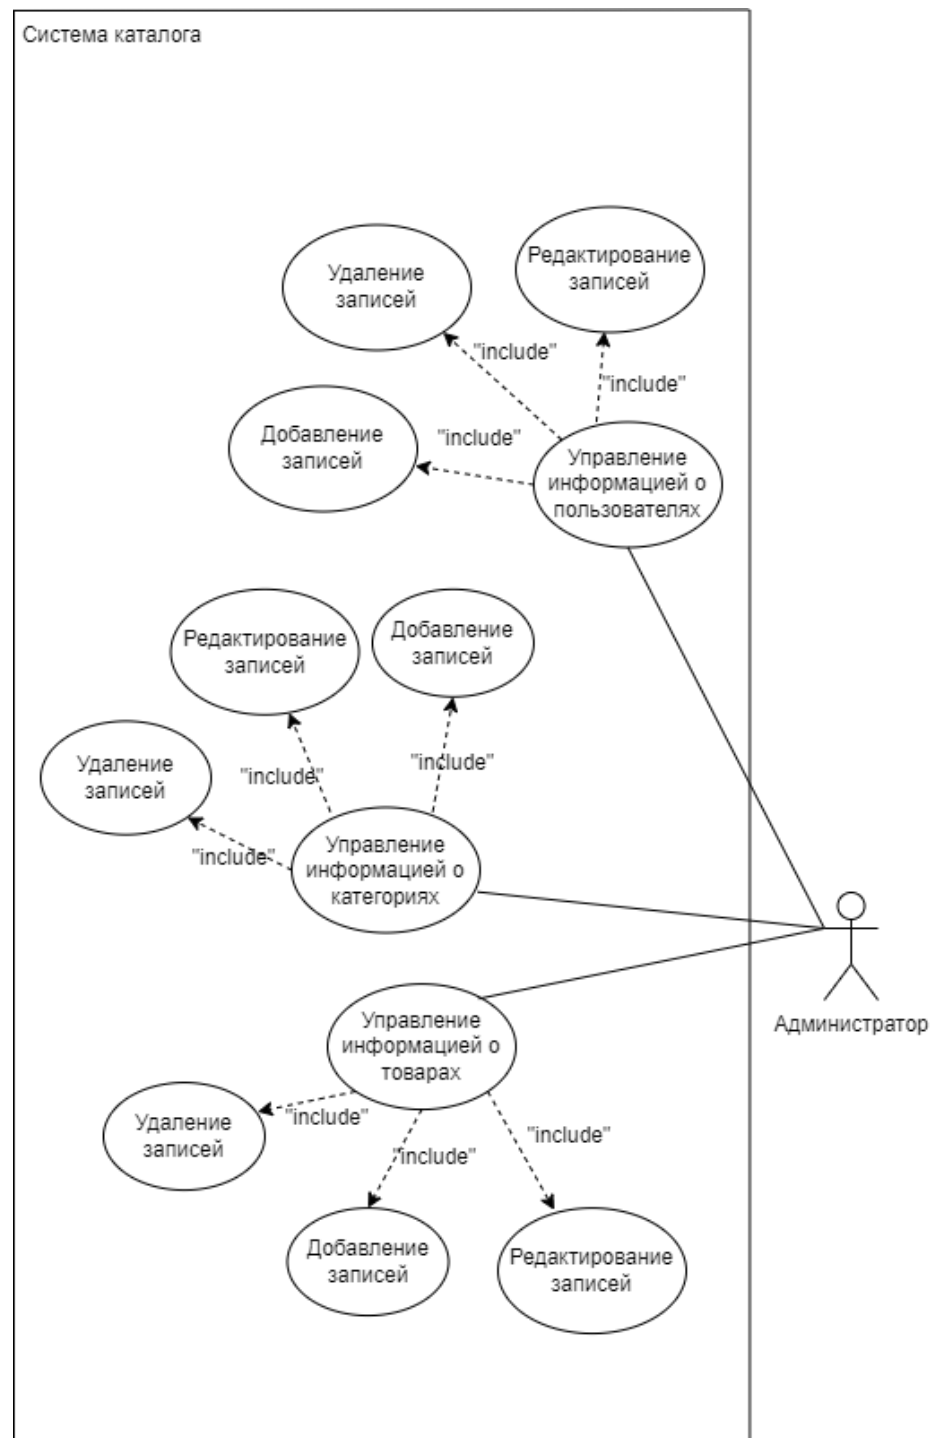 Система каталога
Удаление
записей
Редактирование
записей
"include"
"include"
Добавление
записей
"include"
Управление
информацией о
пользователях
Редактирование
записей
Добавление
записей
Удаление
записей
"include"
"include"
"include"
Управление
информацией о
категориях
Администратор
Управление
информацией о
товарах
Удаление
записей
"include"
"include"
"include"
Добавление
записей
Редактирование
записей